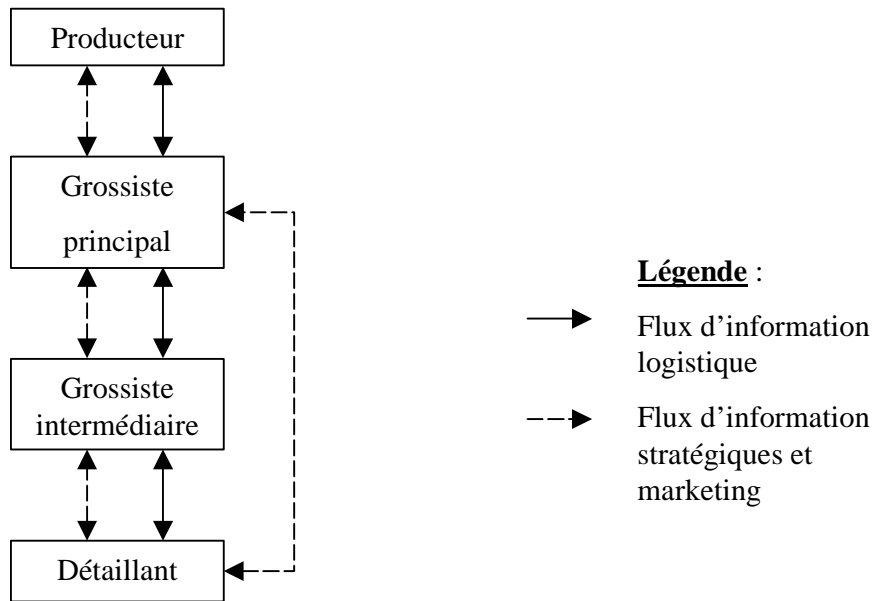 Producteur
Grossiste
principal
Grossiste
intermédiaire
Détaillant
Légende :
Flux d’information
logistique
Flux d’information
stratégiques et
marketing